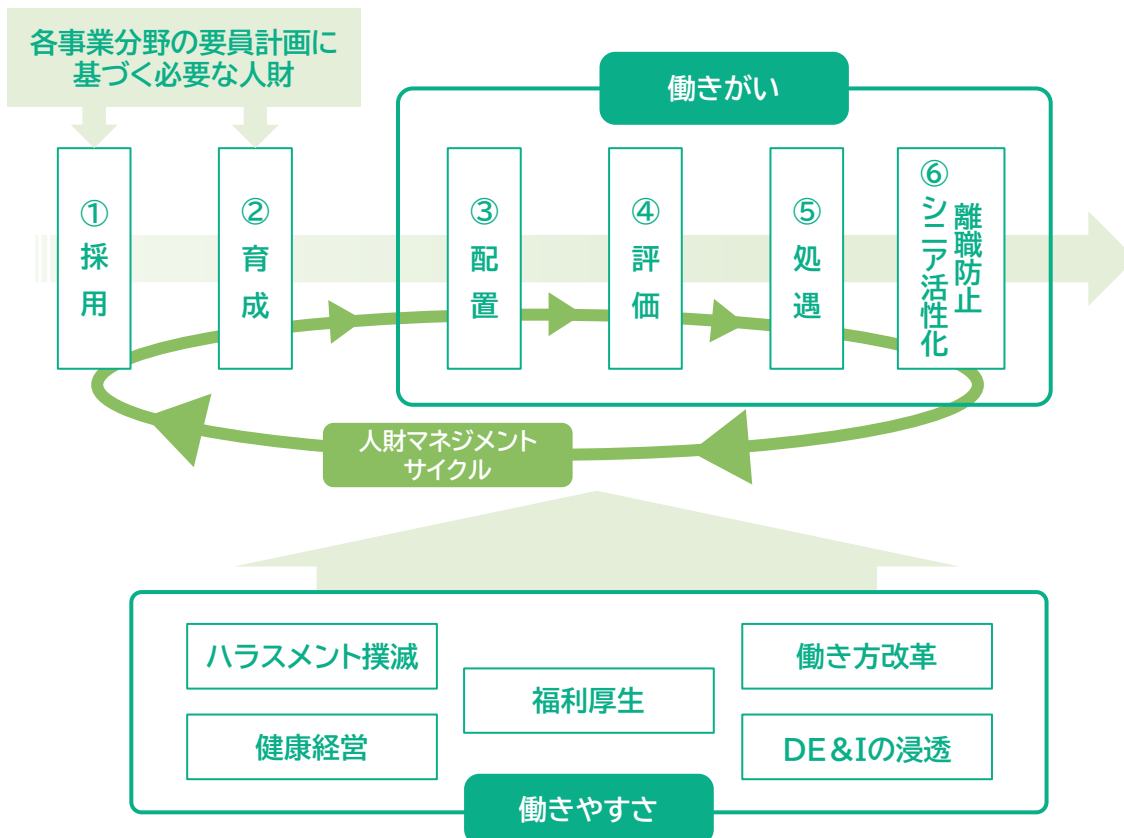 各事業分野の要員計画に
基づく必要な人財
働きがい
①採用
②育成
③配置
④評価
⑤処遇
⑥離職防止
シニア活性化
人財マネジメント
サイクル
ハラスメント撲滅
働き方改革
福利厚生
健康経営
DE&Iの浸透
働きやすさ